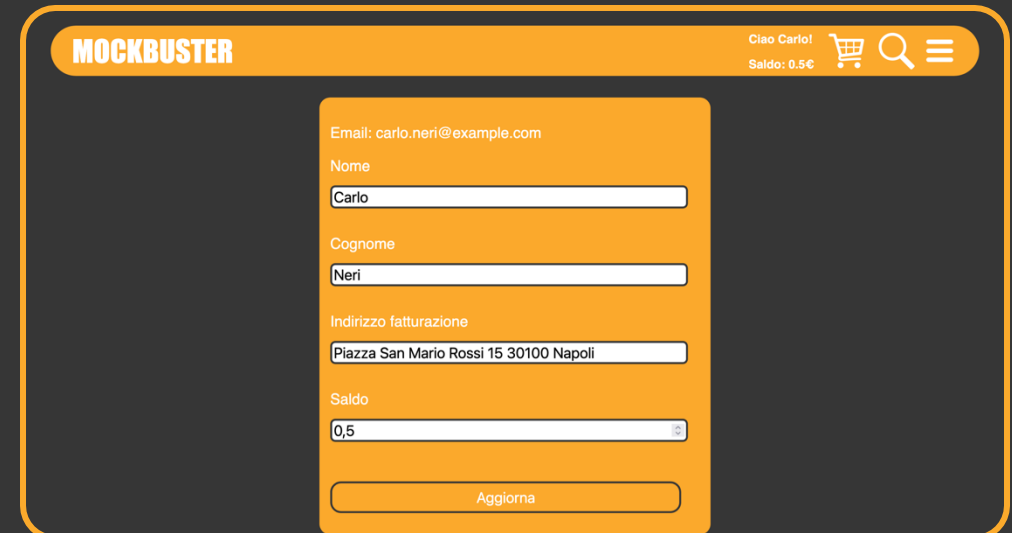 MOCKBUSTER
Ciao Carlo!
Saldo: 0.5€
Email: carlo.neri@example.com
Nome
Carlo
Cognome
Neri
Indirizzo fatturazione
Piazza San Mario Rossi 15 30100 Napoli
Saldo
0,5
Aggiorna